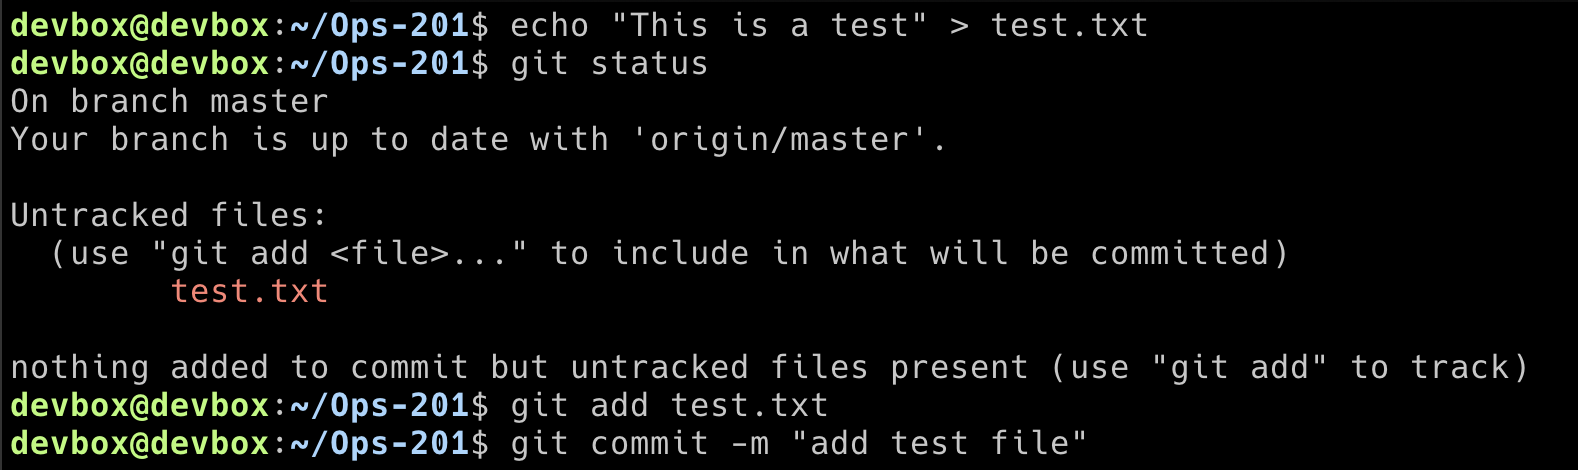 devbox@devbox:~/Ops-201$ echo "This is a test" > test.txt
devbox@devbox:~/Ops-201$ git status
On branch master
Your branch is up to date with 'origin/master'.

Untracked files:
  (use "git add <file>..." to include in what will be committed)
        test.txt

nothing added to commit but untracked files present (use "git add" to track)
devbox@devbox:~/Ops-201$ git add test.txt
devbox@devbox:~/Ops-201$ git commit -m "add test file"